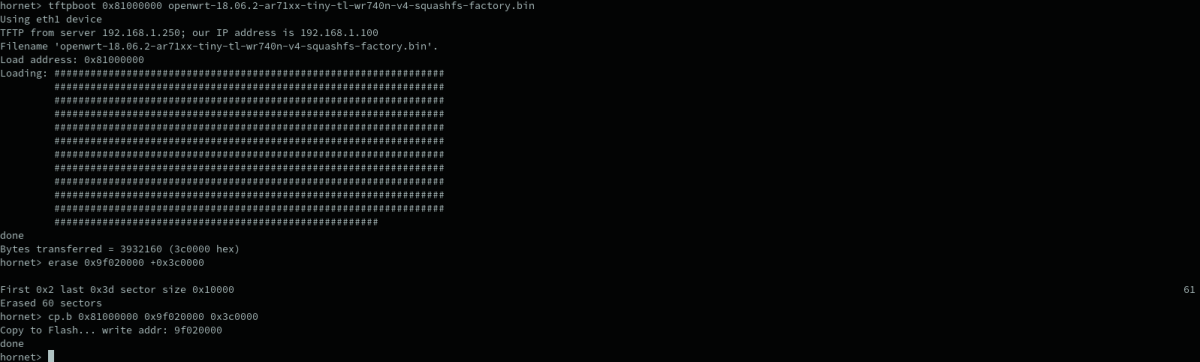 hornet> tftpboot 0x81000000 openwrt-18.06.2-ar71xx-tiny-tl-wr740n-v4-squashfs-factory.bin
Using eth1 device
TFTP from server 192.168.1.250; our IP address is 192.168.1.100
Filename 'openwrt-18.06.2-ar71xx-tiny-tl-wr740n-v4-squashfs-factory.bin'.
Load address: 0x81000000
Loading: #################################################################
#################################################################
#################################################################
#################################################################
#################################################################
#################################################################
#################################################################
#################################################################
#################################################################
#################################################################
#################################################################
######################################################
done
Bytes transferred = 3932160 (3c0000 hex)
hornet> erase 0x9f020000 +0x3c0000
First 0x2 last 0x3d sector size 0x10000 61
Erased 60 sectors
hornet> cp.b 0x81000000 0x9f020000 0x3c0000
Copy to Flash... write addr: 9f020000
done
hornet>